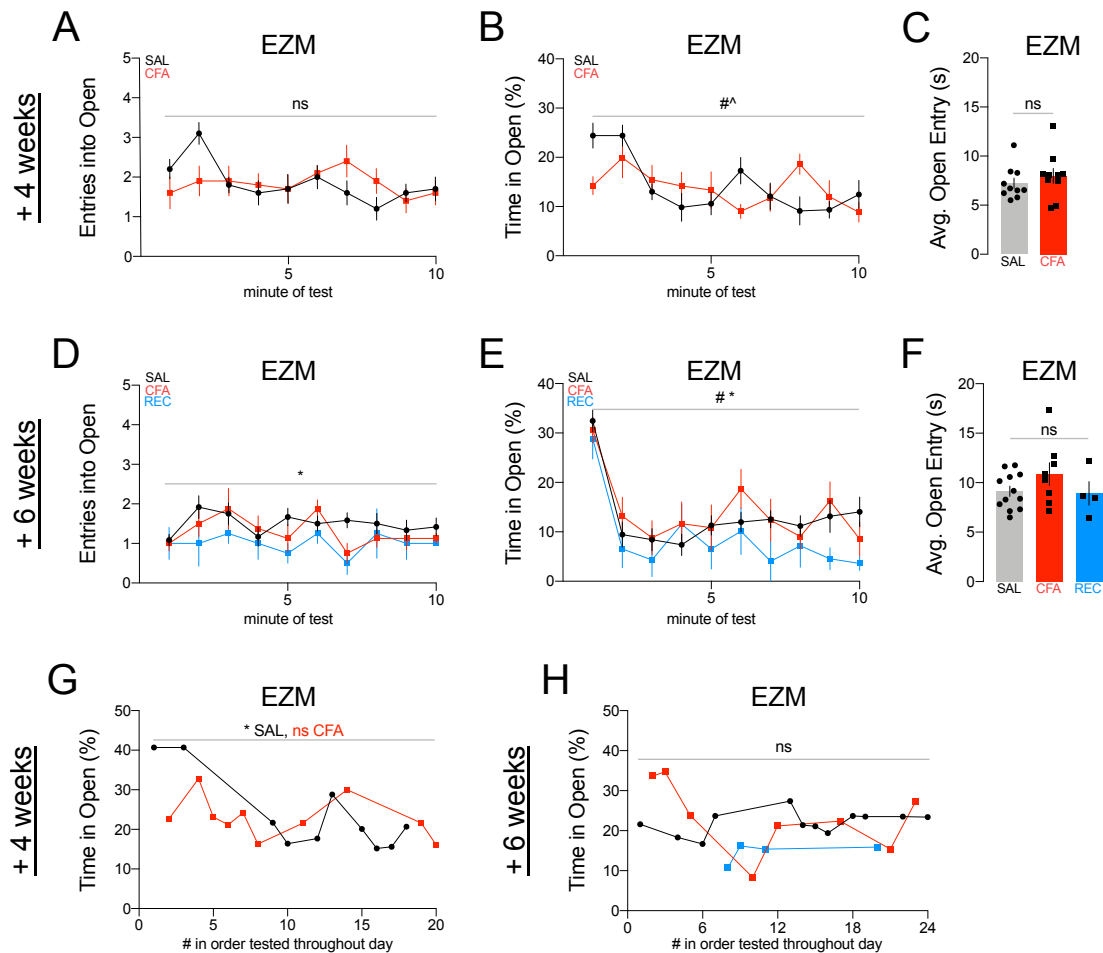 A
EZM
SAL
CFA
ns
Entries into Open
5
4
3
2
1
0
5
10
minute of test
+ 4 weeks
B
EZM
SAL
CFA
#^
Time in Open (%)
40
30
20
10
0
5
10
minute of test
C
EZM
ns
Avg. Open Entry (s)
20
15
10
5
0
SAL
CFA
D
EZM
SAL
CFA
REC
*
Entries into Open
5
4
3
2
1
0
5
10
minute of test
+ 6 weeks
E
EZM
SAL
CFA
REC
# *
Time in Open (%)
40
30
20
10
0
5
10
minute of test
F
EZM
ns
Avg. Open Entry (s)
20
15
10
5
0
SAL
CFA
REC
G
EZM
* SAL, ns CFA
Time in Open (%)
50
40
30
20
10
0
0
5
10
15
20
# in order tested throughout day
+ 4 weeks
H
EZM
ns
Time in Open (%)
50
40
30
20
10
0
0
6
12
18
24
# in order tested throughout day
+ 6 weeks